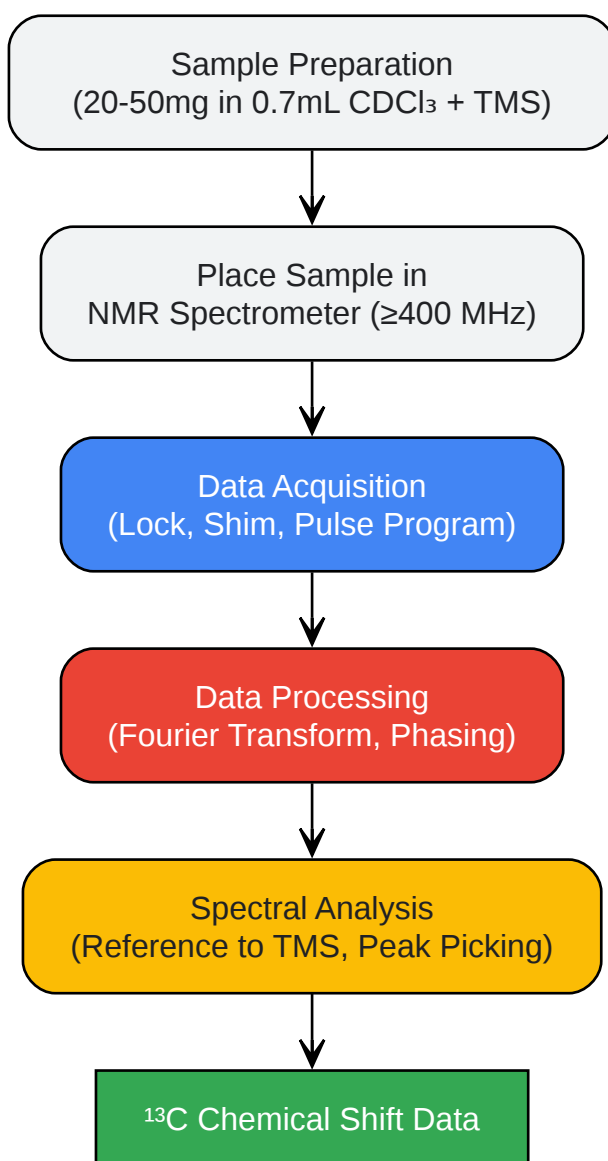 Sample Preparation
(20-50mg in 0.7mL CDCl₃ + TMS)
Place Sample in
NMR Spectrometer (≥400 MHz)
Data Acquisition
(Lock, Shim, Pulse Program)
Data Processing
(Fourier Transform, Phasing)
Spectral Analysis
(Reference to TMS, Peak Picking)
¹³C Chemical Shift Data